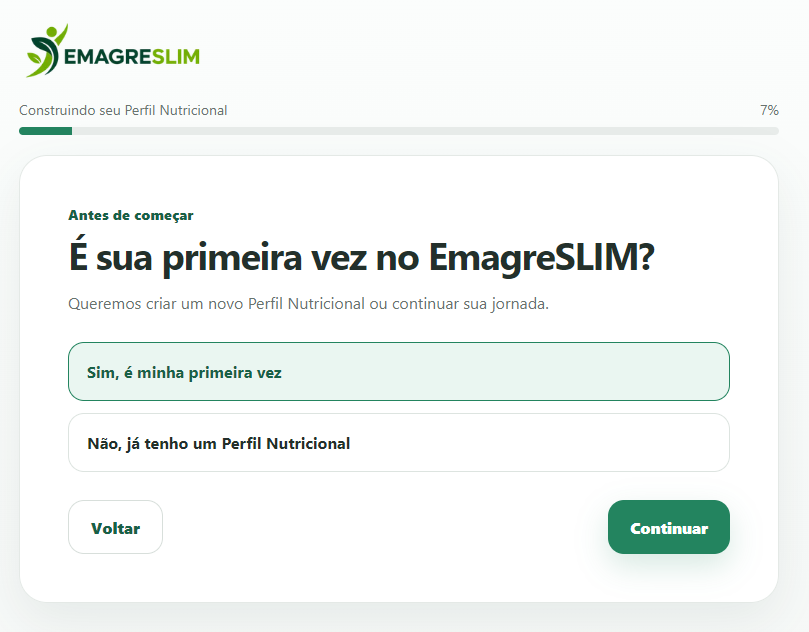 EMAGRESLIM
Construindo seu Perfil Nutricional
7%
Antes de começar
É sua primeira vez no EmagreSLIM?
Queremos criar um novo Perfil Nutricional ou continuar sua jornada.
Sim, é minha primeira vez
Não, já tenho um Perfil Nutricional
Voltar
Continuar